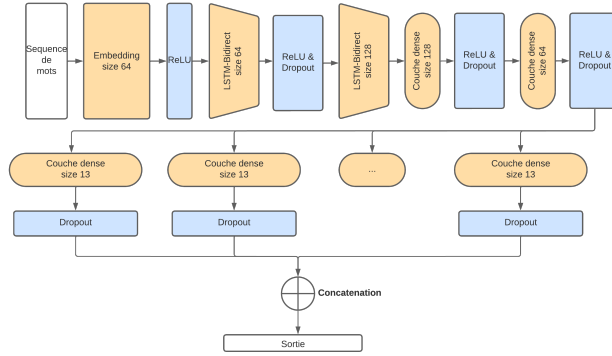 Sequence
de
mots
Embedding
size 64
ReLU
LSTM-Bidirect
size 64
ReLU &
Dropout
LSTM-Bidirect
size 128
Couche dense
size 128
ReLU &
Dropout
Couche dense
size 64
ReLU &
Dropout
Couche dense
size 13
Couche dense
size 13
...
Couche dense
size 13
Dropout
Dropout
Dropout
Concatenation
Sortie